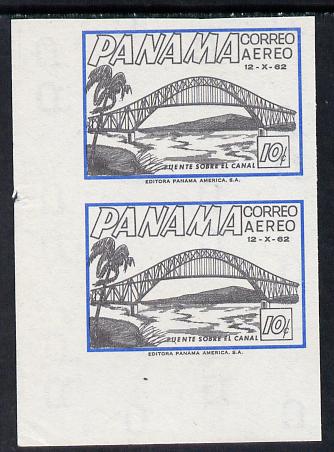 PANAMA CORREO
AEREO
12-X-62
PUENTE SOBRE EL CANAL
10¢
EDITORA PANAMA AMERICA, S.A.
PANAMA CORREO
AEREO
12-X-62
PUENTE SOBRE EL CANAL
10¢
EDITORA PANAMA AMERICA, S.A.